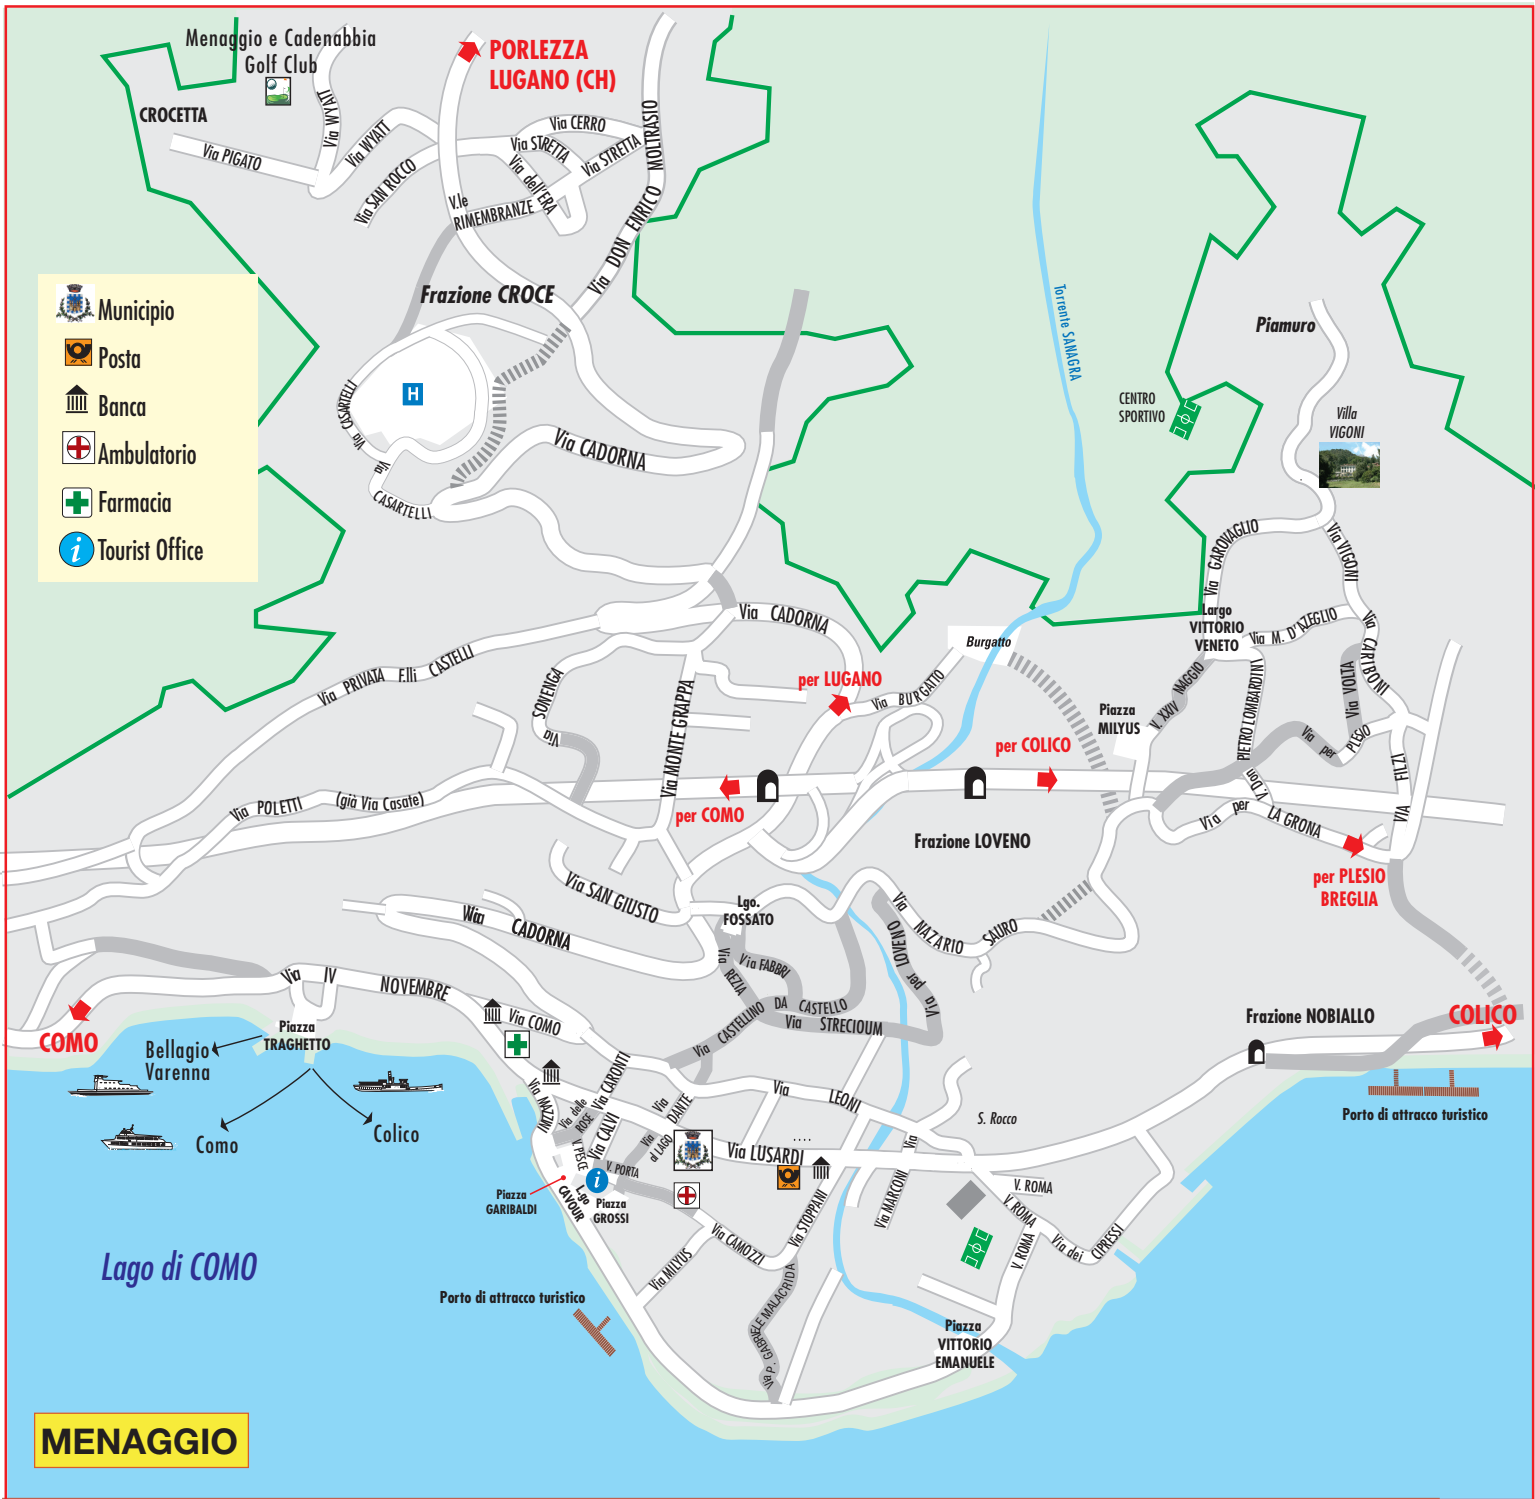 Menaggio e Cadenabbia
Golf Club
PORLEZZA
LUGANO (CH)
CROCETTA
Via WYATT
Via WYATT
Via PIGATO
Via SAN ROCCO
Via CERRO
Via STRETTA
Via STRETTA
Via dell'ERA
V.le
RIMEMBRANZE
Via DON ENRICO MOLTRASIO
Frazione CROCE
Municipio
Posta
Banca
Ambulatorio
Farmacia
Tourist Office
i
H
Via CASARTELLI
Via
CASARTELLI
Via CADORNA
Torrente SANAGRA
Piamuro
CENTRO
SPORTIVO
Villa
VIGONI
Via GAROVAGLIO
Via VIGONI
Largo
VITTORIO
VENETO
Via M. D'AZEGLIO
Via CARIBONI
Via VOLTA
Via per PLESIO
V. XXIV MAGGIO
PIETRO LOMBARDINI
V. Don
Piazza
MILYUS
VIA FIZZI
Via per LA GRONA
per PLESIO
BREGLIA
Via CADORNA
Burgatto
per LUGANO
Via BURGATTO
per COLICO
per COMO
Via PRIVATA F.lli CASTELLI
Via SONENGA
Via MONTE GRAPPA
Via POLETTI (già Via Casate)
Frazione LOVENO
Via SAN GIUSTO
Lgo.
FOSSATO
Via CADORNA
Via NAZARIO SAURO
Via per LOVENO
Via FABBRI
Via REZIA
Via CASTELLINO DA CASTELLO
Via STRECIOUM
Via IV NOVEMBRE
COMO
Piazza
TRAGHETTO
Bellagio
Varenna
Como
Colico
Via COMO
Frazione NOBIALLO
COLICO
Porto di attracco turistico
Via MAZZINI
Via delle ROSE
Via CARONTI
Via CALVI
V. PESCE
Via DANTE
Via al LAGO
V. PORTA
Via LEONI
Via LUSARDI
....
S. Rocco
i
Piazza
GARIBALDI
L.go
CAVOUR
Piazza
GROSSI
Via MILYUS
Via CAMOZZI
Via STOPPANI
Via MARCONI
V. ROMA
V. ROMA
V. ROMA
Via dei CIPRESSI
Via P. GABRIELE MALACRIDA
Piazza
VITTORIO
EMANUELE
Lago di COMO
Porto di attracco turistico
MENAGGIO